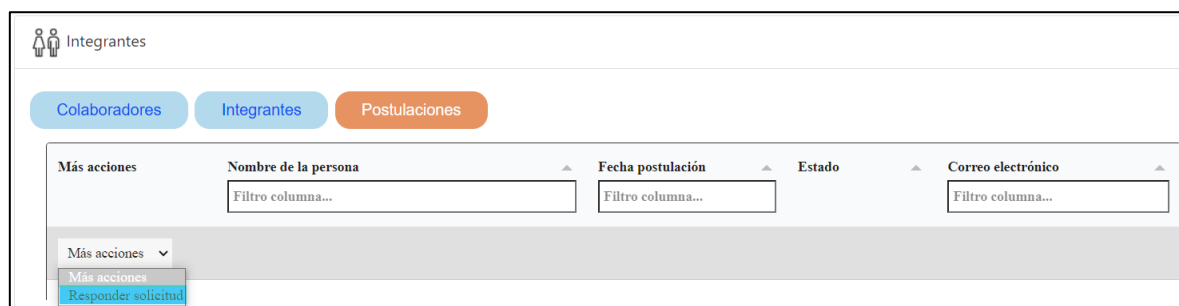 Integrantes
Colaboradores Integrantes Postulaciones
Más acciones Nombre de la persona Fecha postulación Estado Correo electrónico
Filtro columna... Filtro columna... Filtro columna...
Más acciones
Más acciones
Responder solicitud